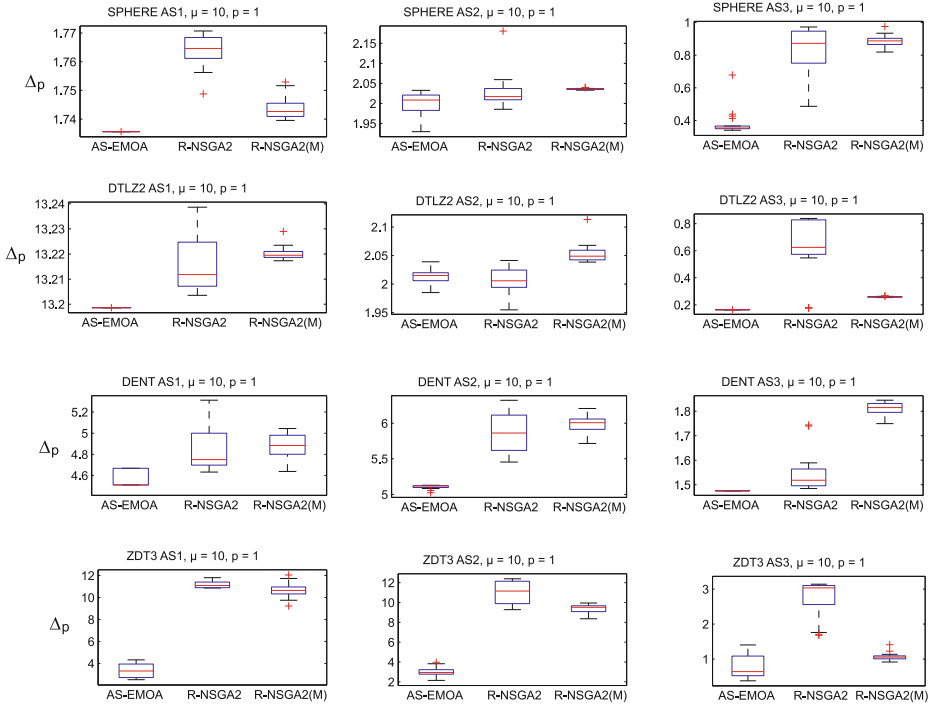 SPHERE AS1, μ = 10, p = 1
SPHERE AS2, μ = 10, p = 1
SPHERE AS3, μ = 10, p = 1
Δp
1,77
1,76
1,75
1,74
AS-EMOA R-NSGA2 R-NSGA2(M)
2.15
2.1
2.05
2
1.95
AS-EMOA R-NSGA2 R-NSGA2(M)
1
0.8
0.6
0.4
AS-EMOA R-NSGA2 R-NSGA2(M)
DTLZ2 AS1, μ = 10, p = 1
DTLZ2 AS2, μ = 10, p = 1
DTLZ2 AS3, μ = 10, p = 1
Δp
13,24
13,23
13,22
13,21
13,2
AS-EMOA R-NSGA2 R-NSGA2(M)
2.1
2.05
2
1.95
AS-EMOA R-NSGA2 R-NSGA2(M)
0.8
0.6
0.4
0.2
AS-EMOA R-NSGA2 R-NSGA2(M)
DENT AS1, μ = 10, p = 1
DENT AS2, μ = 10, p = 1
DENT AS3, μ = 10, p = 1
Δp
5.2
5
4.8
4.6
AS-EMOA R-NSGA2 R-NSGA2(M)
6
5.5
5
AS-EMOA R-NSGA2 R-NSGA2(M)
1.8
1.7
1.6
1.5
AS-EMOA R-NSGA2 R-NSGA2(M)
ZDT3 AS1, μ = 10, p = 1
ZDT3 AS2, μ = 10, p = 1
ZDT3 AS3, μ = 10, p = 1
Δp
12
10
8
6
4
AS-EMOA R-NSGA2 R-NSGA2(M)
12
10
8
6
4
2
AS-EMOA R-NSGA2 R-NSGA2(M)
3
2
1
AS-EMOA R-NSGA2 R-NSGA2(M)